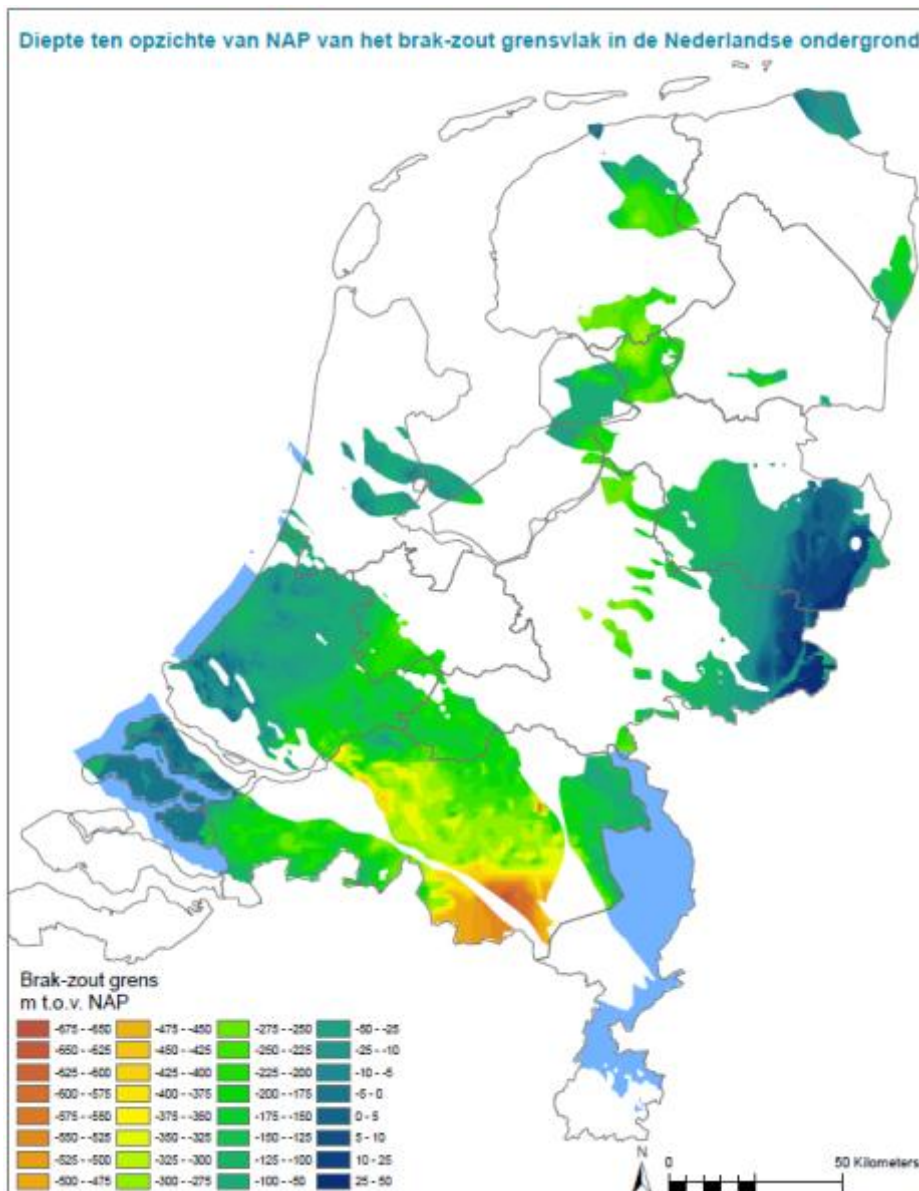 Diepte ten opzichte van NAP van het brak-zout grensvlak in de Nederlandse ondergrond
Brak-zout grens
m t.o.v. NAP
-675 - -650
-650 - -625
-625 - -600
-600 - -575
-575 - -550
-550 - -525
-525 - -500
-500 - -475
-475 - -450
-450 - -425
-425 - -400
-400 - -375
-375 - -350
-350 - -325
-325 - -300
-300 - -275
-275 - -250
-250 - -225
-225 - -200
-200 - -175
-175 - -150
-150 - -125
-125 - -100
-100 - -50
-50 - -25
-25 - -10
-10 - -5
-5 - 0
0 - 5
5 - 10
10 - 25
25 - 50
N
0 50 Kilometers